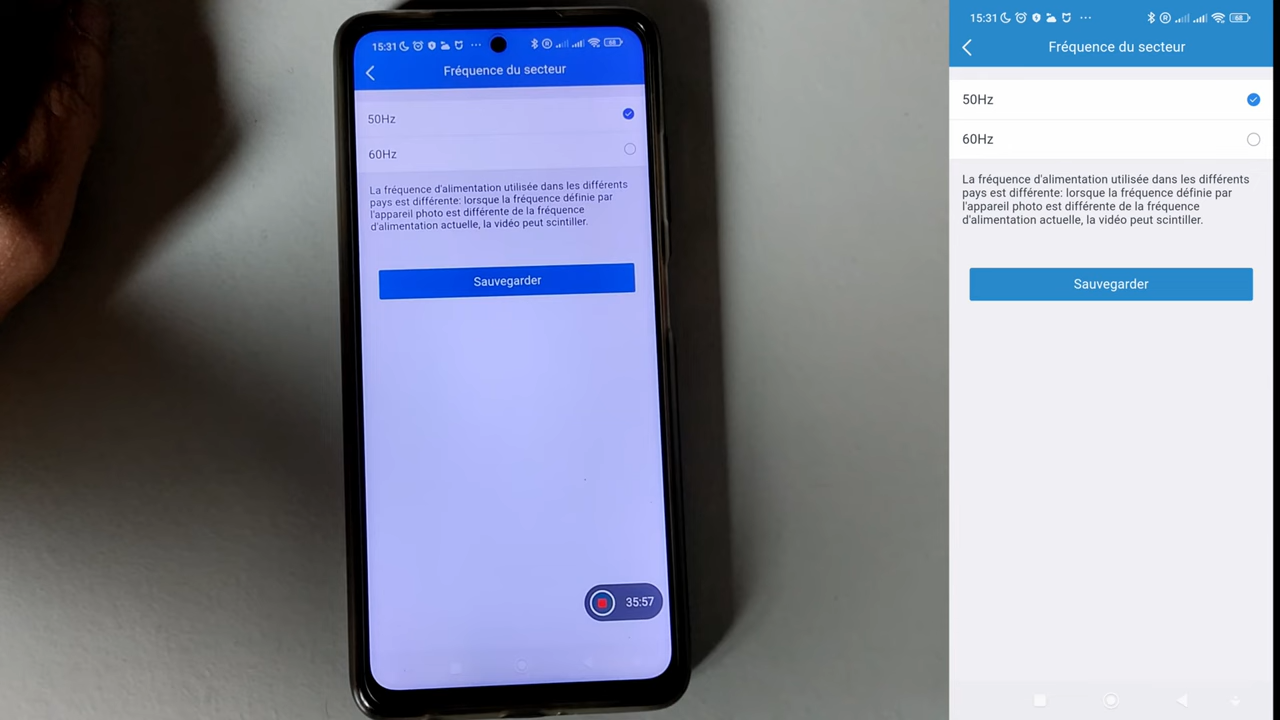 15:31
68
Fréquence du secteur
50Hz
60Hz
La fréquence d'alimentation utilisée dans les différents
pays est différente: lorsque la fréquence définie par
l'appareil photo est différente de la fréquence
d'alimentation actuelle, la vidéo peut scintiller.
Sauvegarder
35:57
15:31
68
Fréquence du secteur
50Hz
60Hz
La fréquence d'alimentation utilisée dans les différents
pays est différente: lorsque la fréquence définie par
l'appareil photo est différente de la fréquence
d'alimentation actuelle, la vidéo peut scintiller.
Sauvegarder